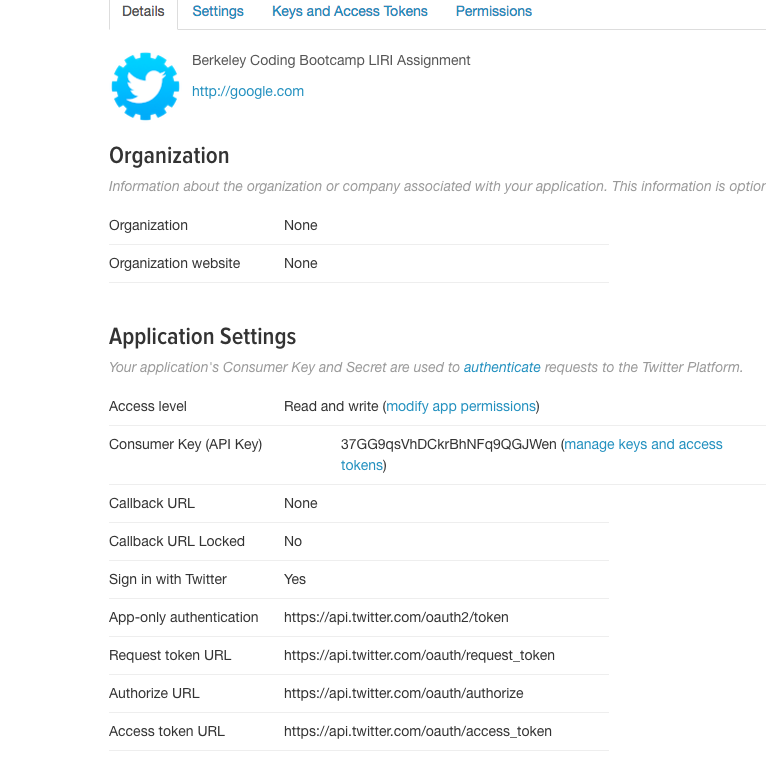 Details Settings Keys and Access Tokens Permissions
Berkeley Coding Bootcamp LIRI Assignment
http://google.com
Organization
Information about the organization or company associated with your application. This information is option
Organization None
Organization website None
Application Settings
Your application's Consumer Key and Secret are used to authenticate requests to the Twitter Platform.
Access level Read and write (modify app permissions)
Consumer Key (API Key) 37GG9qsVhDCkrBhNFq9QGJWen (manage keys and access
tokens)
Callback URL None
Callback URL Locked No
Sign in with Twitter Yes
App-only authentication https://api.twitter.com/oauth2/token
Request token URL https://api.twitter.com/oauth/request_token
Authorize URL https://api.twitter.com/oauth/authorize
Access token URL https://api.twitter.com/oauth/access_token